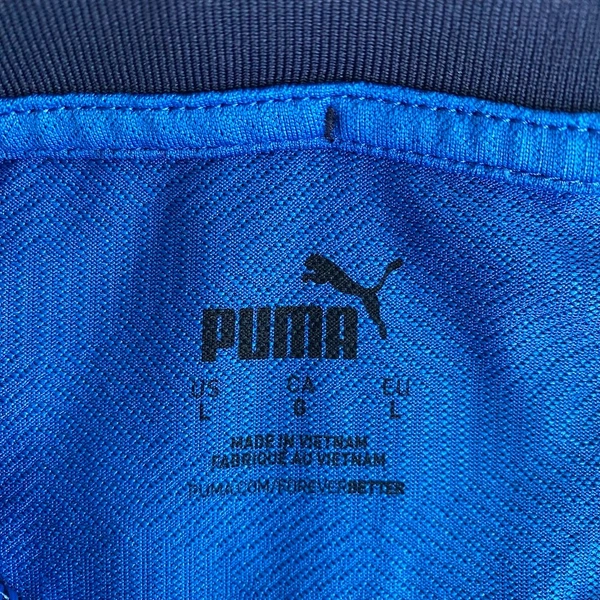 PUMA
US CA EU
L G L
MADE IN VIETNAM
FABRIQUÉ AU VIETNAM
PUMA.COM/FOREVERBETTER